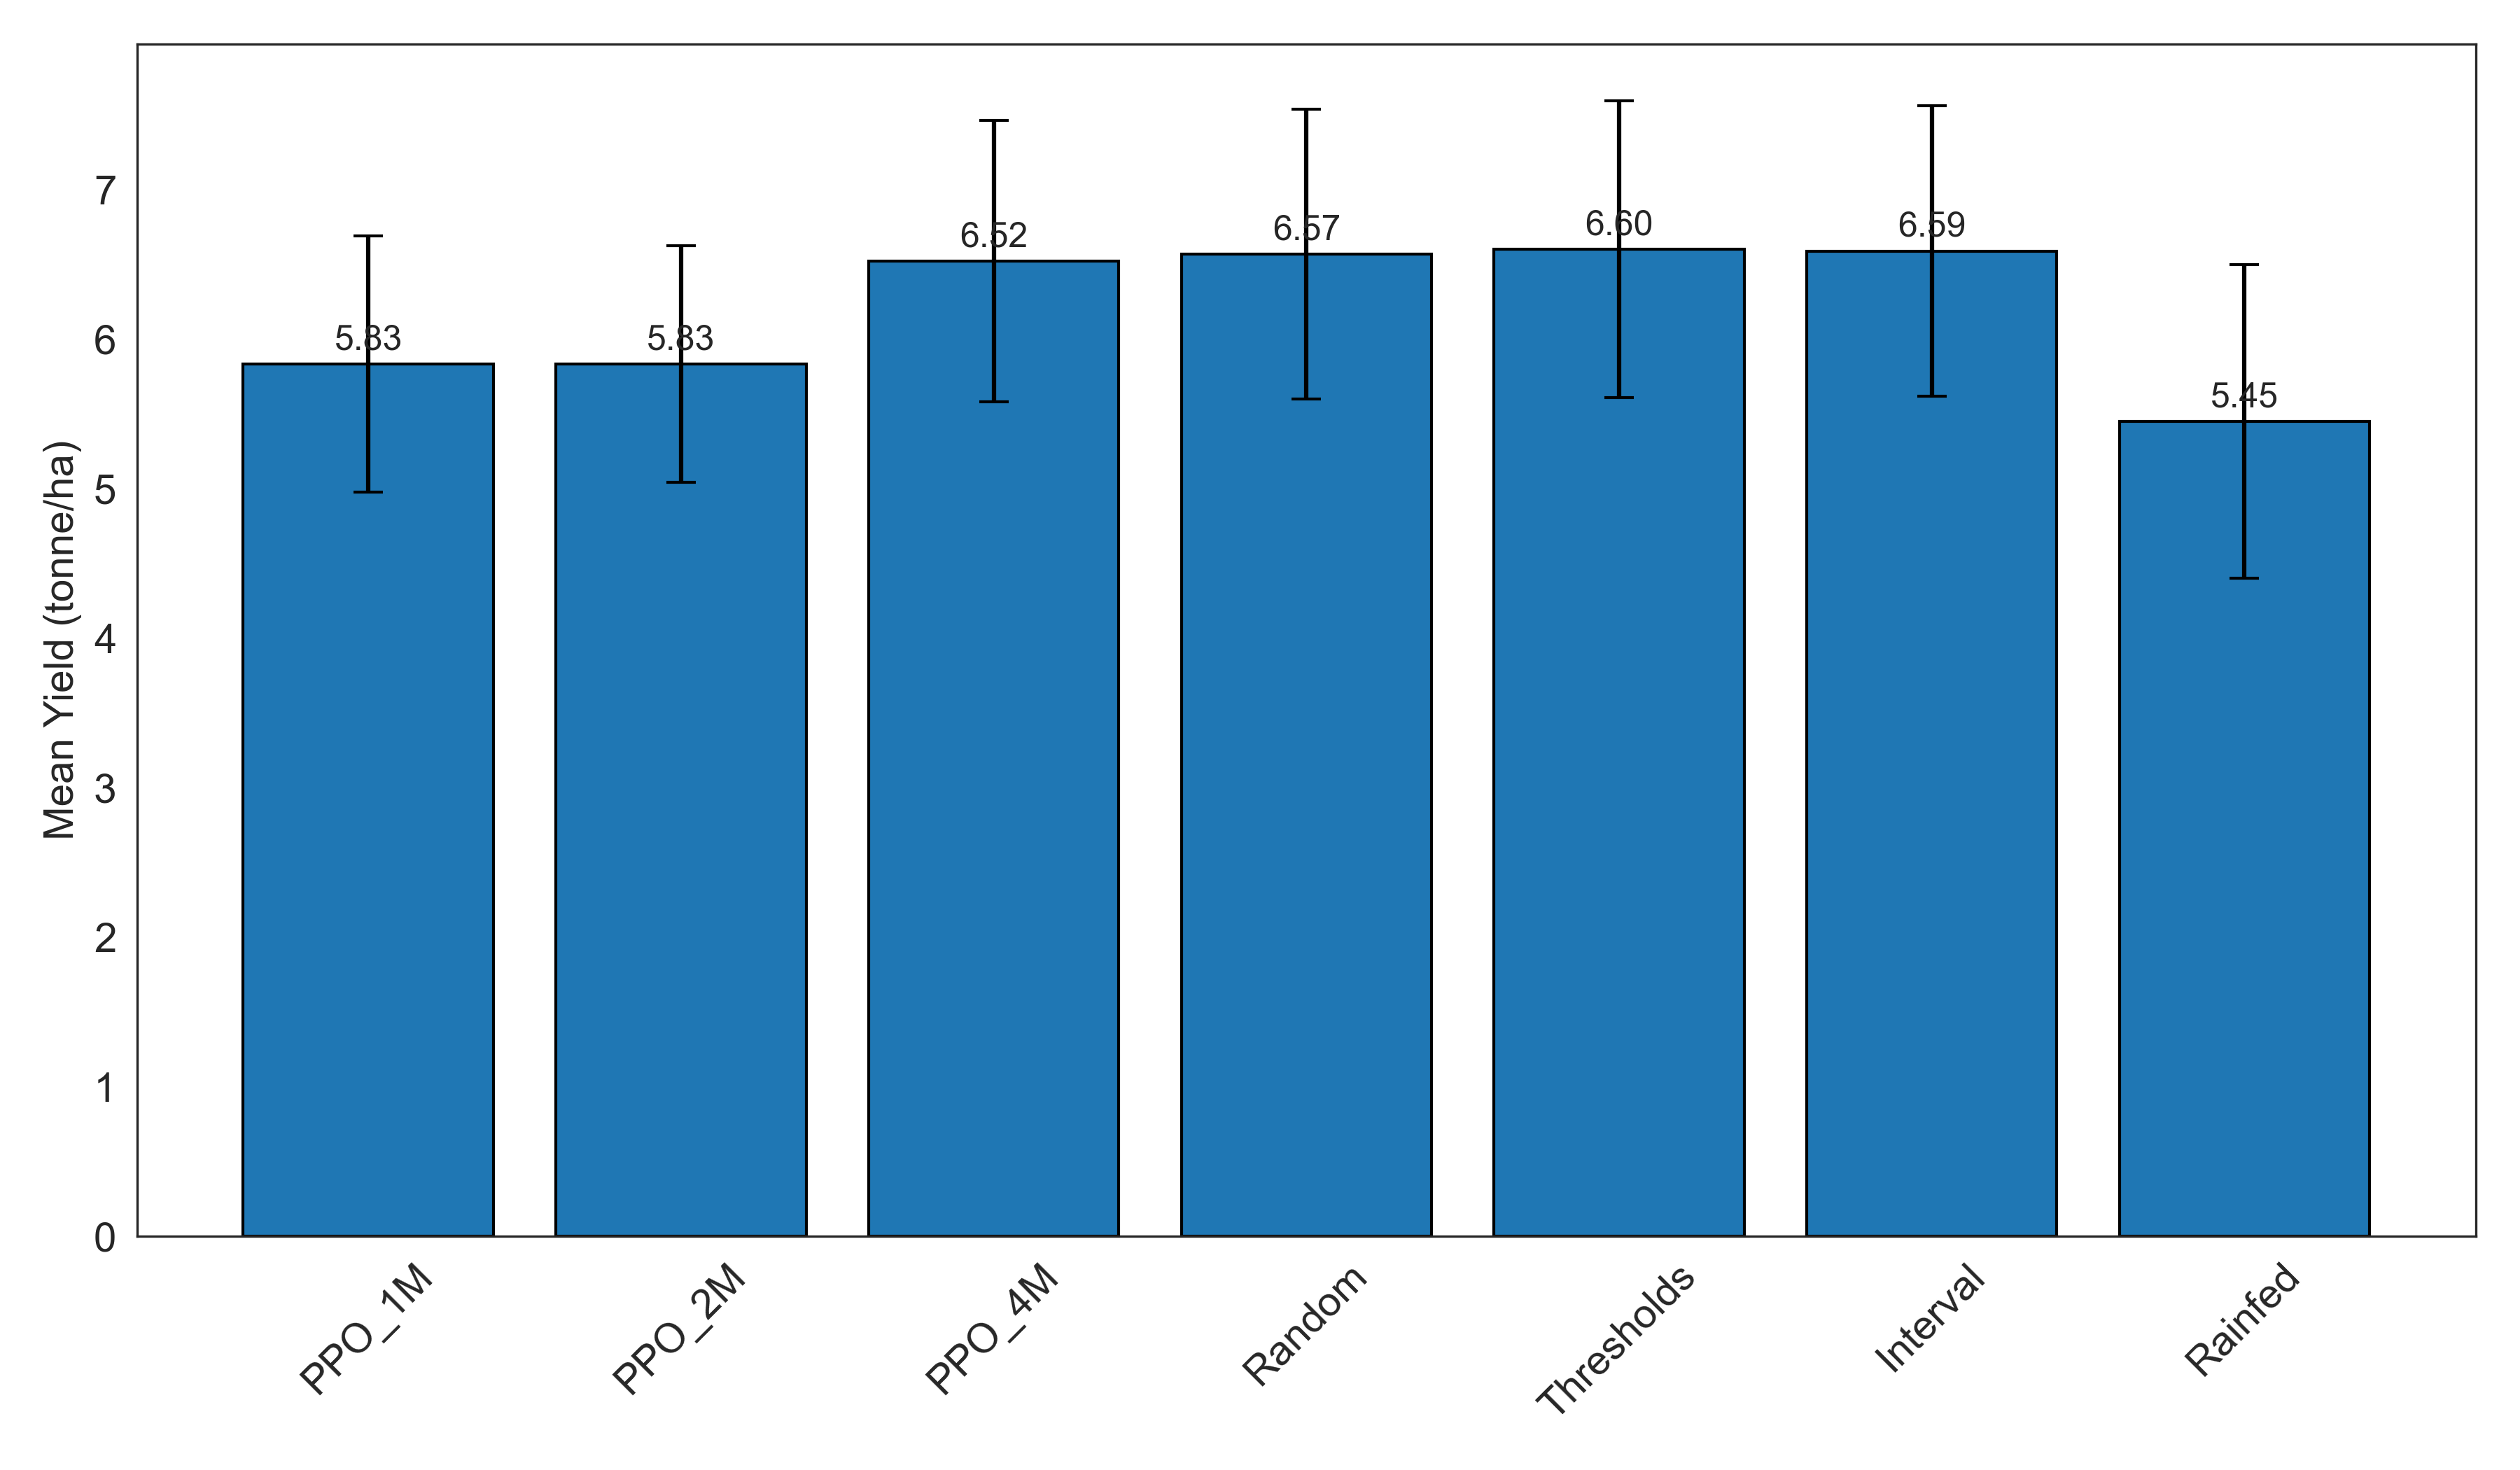 Mean Yield (tonne/ha)
7
6
5
4
3
2
1
0
5.83
5.83
6.52
6.57
6.60
6.59
5.45
PPO_1M
PPO_2M
PPO_4M
Random
Thresholds
Interval
Rainfed